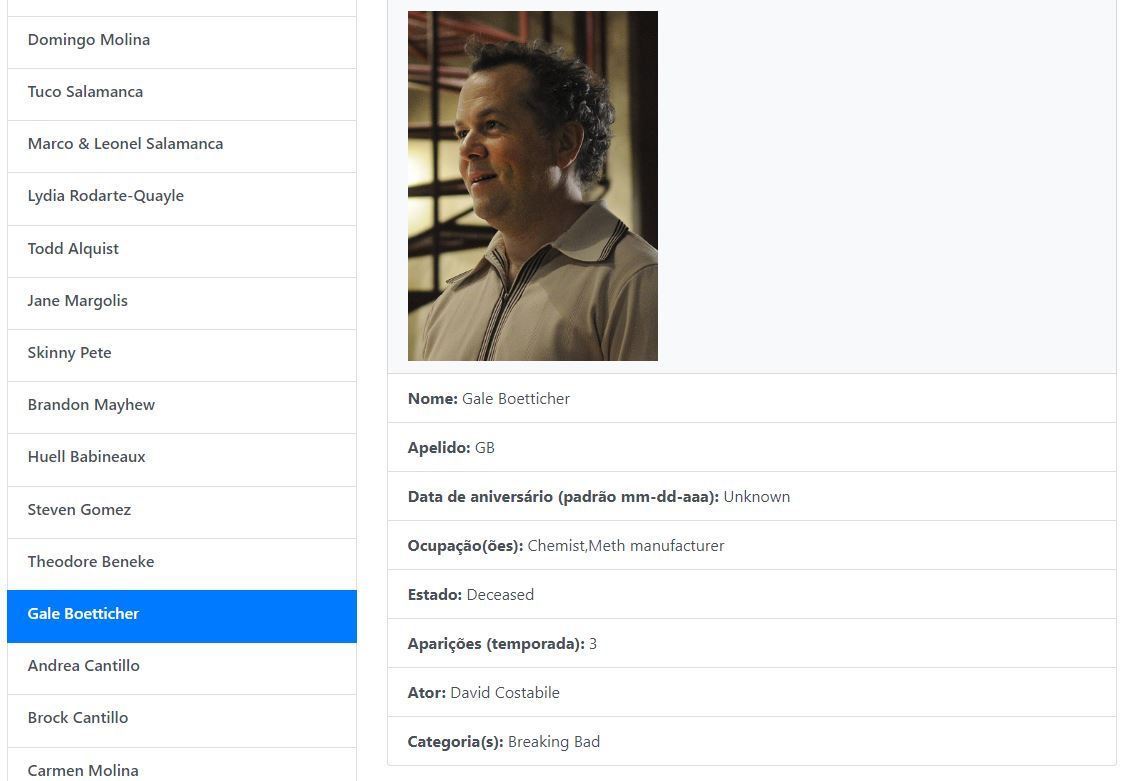 Domingo Molina
Tuco Salamanca
Marco & Leonel Salamanca
Lydia Rodarte-Quayle
Todd Alquist
Jane Margolis
Skinny Pete
Brandon Mayhew
Huell Babineaux
Steven Gomez
Theodore Beneke
Gale Boetticher
Andrea Cantillo
Brock Cantillo
Carmen Molina
Nome: Gale Boetticher
Apelido: GB
Data de aniversário (padrão mm-dd-aaa): Unknown
Ocupação(ões): Chemist,Meth manufacturer
Estado: Deceased
Aparições (temporada): 3
Ator: David Costabile
Categoria(s): Breaking Bad